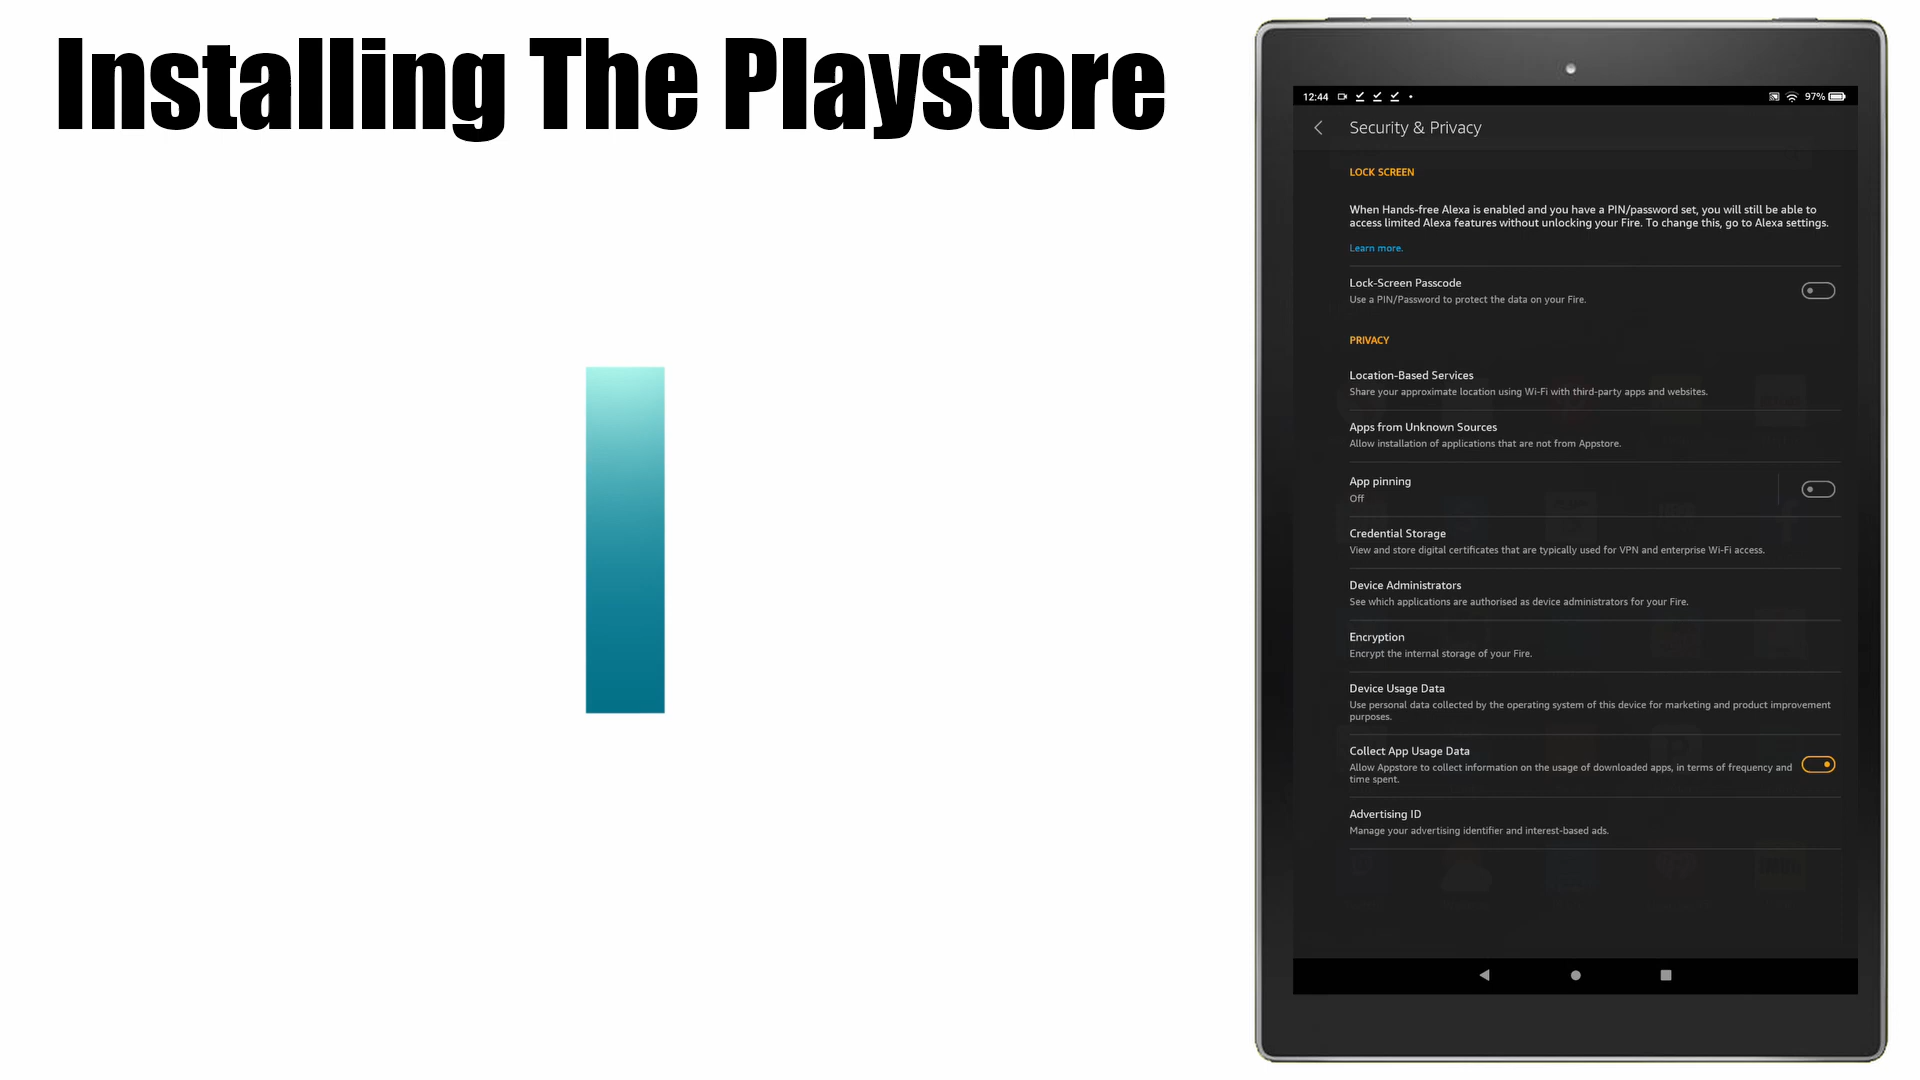 Installing The Playstore
12:44
97%
Security & Privacy
LOCK SCREEN
When Hands-free Alexa is enabled and you have a PIN/password set, you will still be able to
access limited Alexa features without unlocking your Fire. To change this, go to Alexa settings.
Learn more.
Lock-Screen Passcode
Use a PIN/Password to protect the data on your Fire.
PRIVACY
Location-Based Services
Share your approximate location using Wi-Fi with third-party apps and websites.
Apps from Unknown Sources
Allow installation of applications that are not from Appstore.
App pinning
Off
Credential Storage
View and store digital certificates that are typically used for VPN and enterprise Wi-Fi access.
Device Administrators
See which applications are authorised as device administrators for your Fire.
Encryption
Encrypt the internal storage of your Fire.
Device Usage Data
Use personal data collected by the operating system of this device for marketing and product improvement
purposes.
Collect App Usage Data
Allow Appstore to collect information on the usage of downloaded apps, in terms of frequency and
time spent.
Advertising ID
Manage your advertising identifier and interest-based ads.